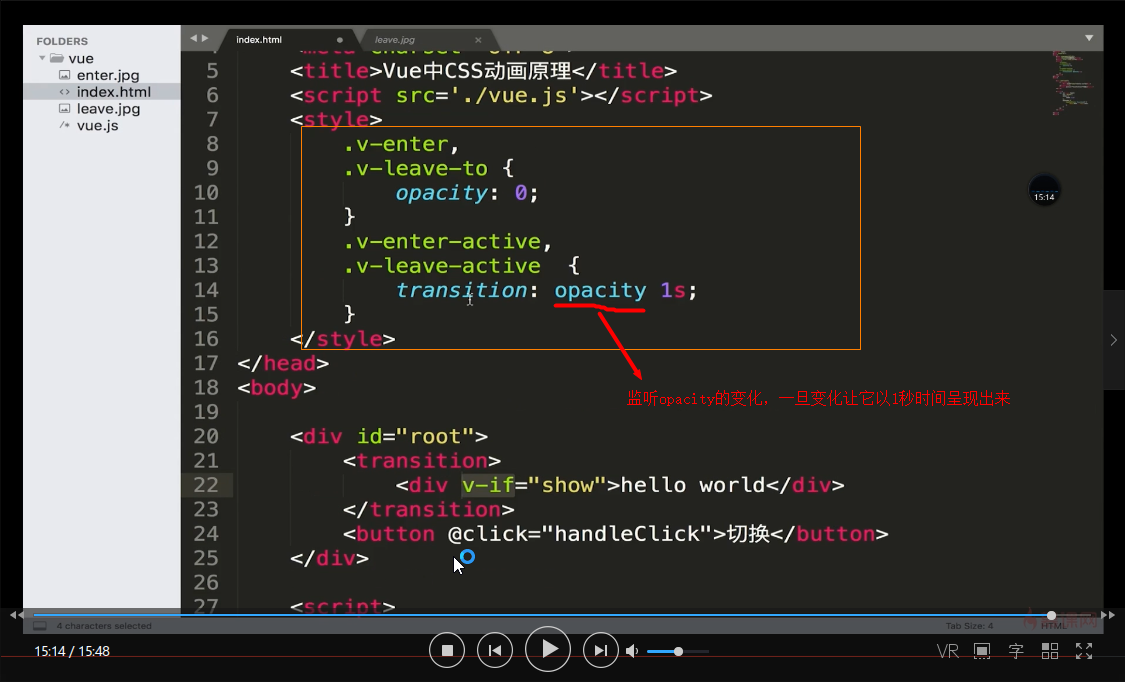 FOLDERS
vue
enter.jpg
index.html
leave.jpg
vue.js
index.html
leave.jpg
5 <title>Vue中CSS动画原理</title>
6 <script src='./vue.js'></script>
7 <style>
8 .v-enter,
9 .v-leave-to {
10 opacity: 0;
11 }
12 .v-enter-active,
13 .v-leave-active {
14 transition: opacity 1s;
15 }
16 </style>
17 </head>
18 <body>
监听opacity的变化，一旦变化让它以1秒时间呈现出来
19
20 <div id="root">
21 <transition>
22 <div v-if="show">hello world</div>
23 </transition>
24 <button @click="handleClick">切换</button>
25 </div>
26
27 <script>
15:14
4 characters selected
Tab Size: 4
HTML
15:14 / 15:48
VR
字